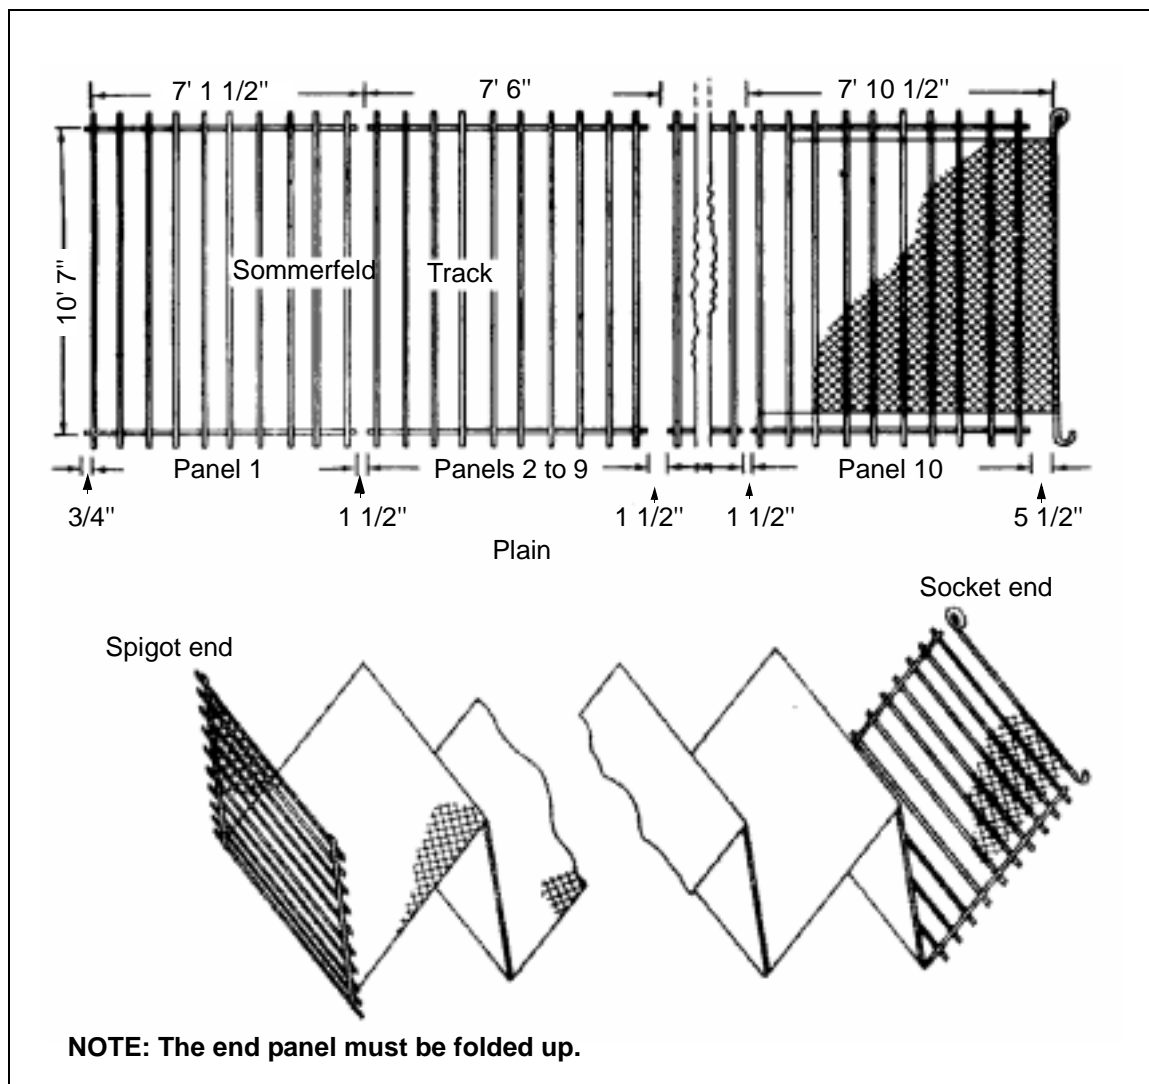 7' 1 1/2" 7' 6" 7' 10 1/2"
10' 7"
Sommerfeld Track
Panel 1 Panels 2 to 9 Panel 10
3/4" 1 1/2" 1 1/2" 1 1/2" 5 1/2"
Plain
Socket end
Spigot end
NOTE: The end panel must be folded up.